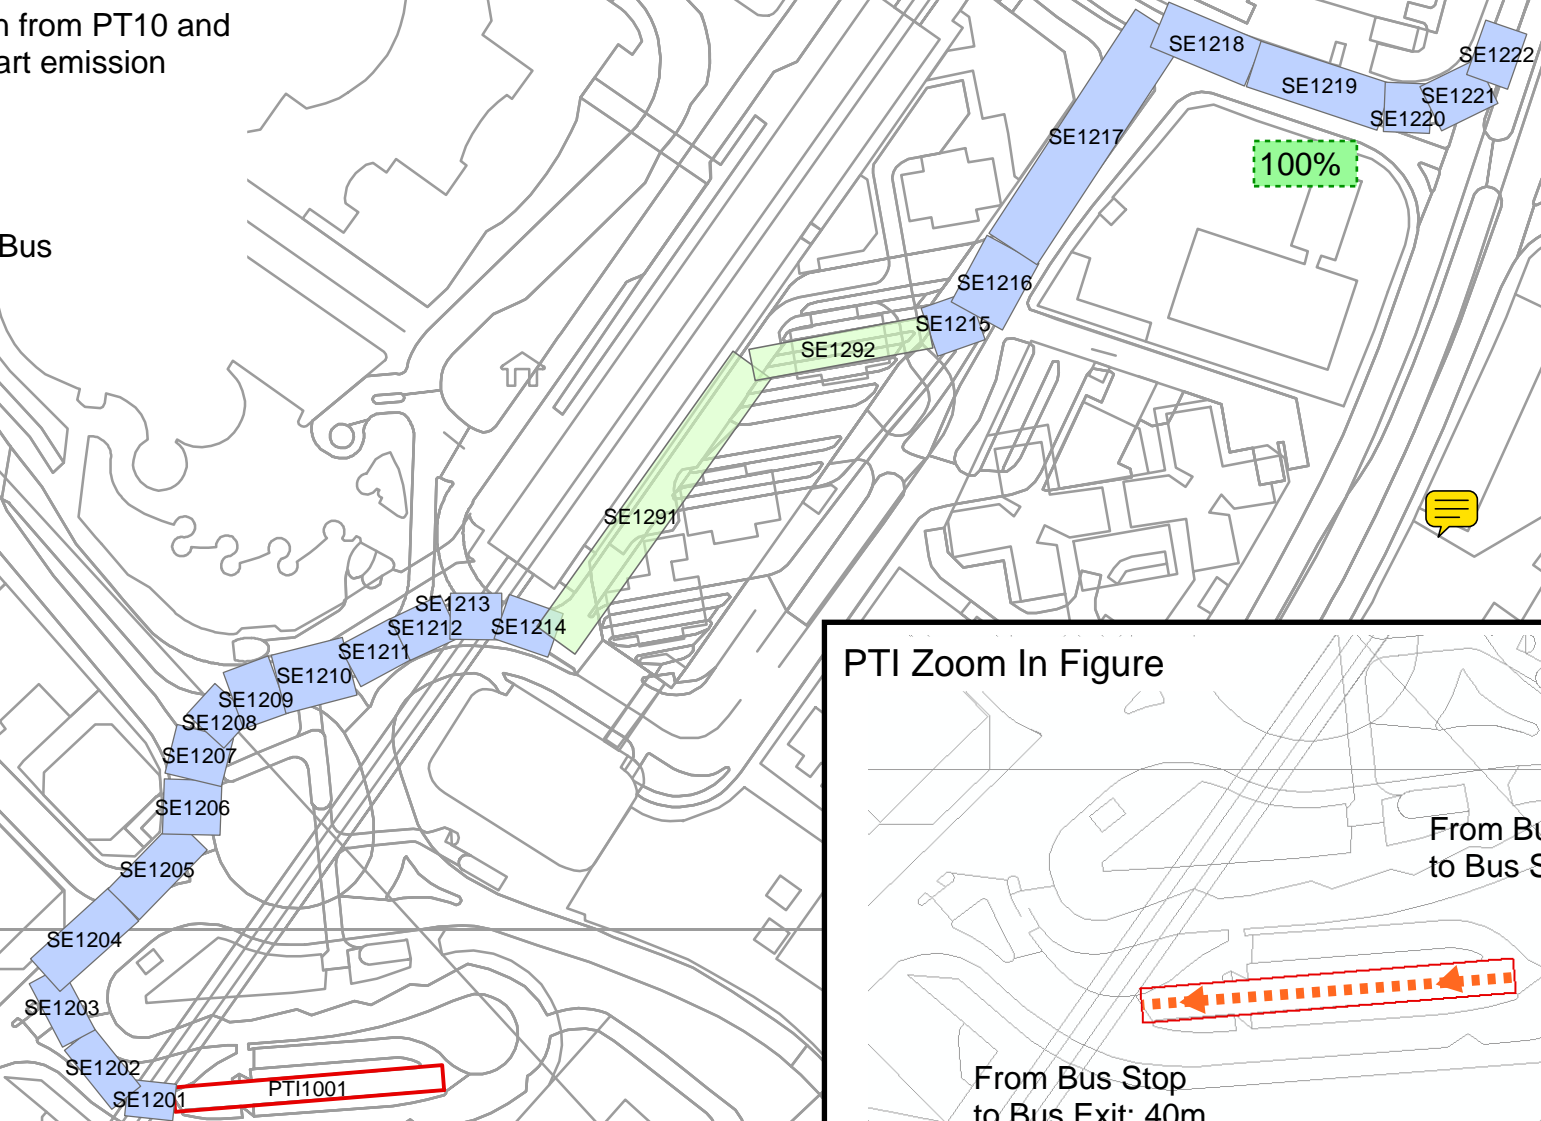 from PT10 and
art emission
Bus
SE1218
SE1222
SE1219
SE1221
SE1220
SE1217
100%
SE1216
SE1215
SE1292
SE1291
SE1213
SE1212
SE1214
SE1211
SE1210
SE1209
SE1208
SE1207
SE1206
SE1205
SE1204
SE1203
SE1202
SE1201
PTI1001
PTI Zoom In Figure
From Bu
to Bus S
From Bus Stop
to Bus Exit: 40m